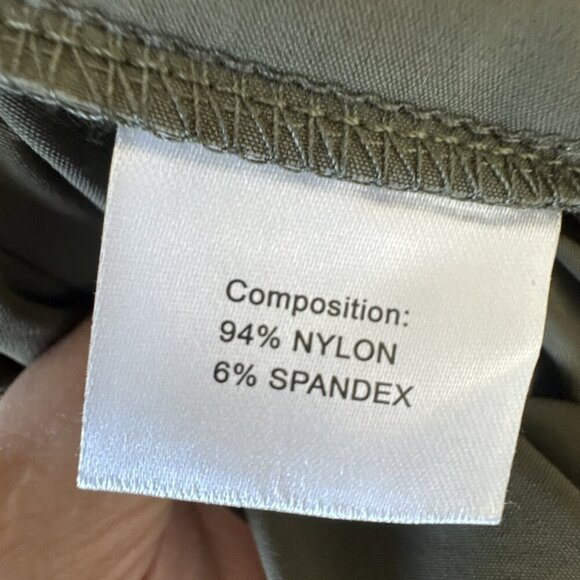 Composition:
94% NYLON
6% SPANDEX